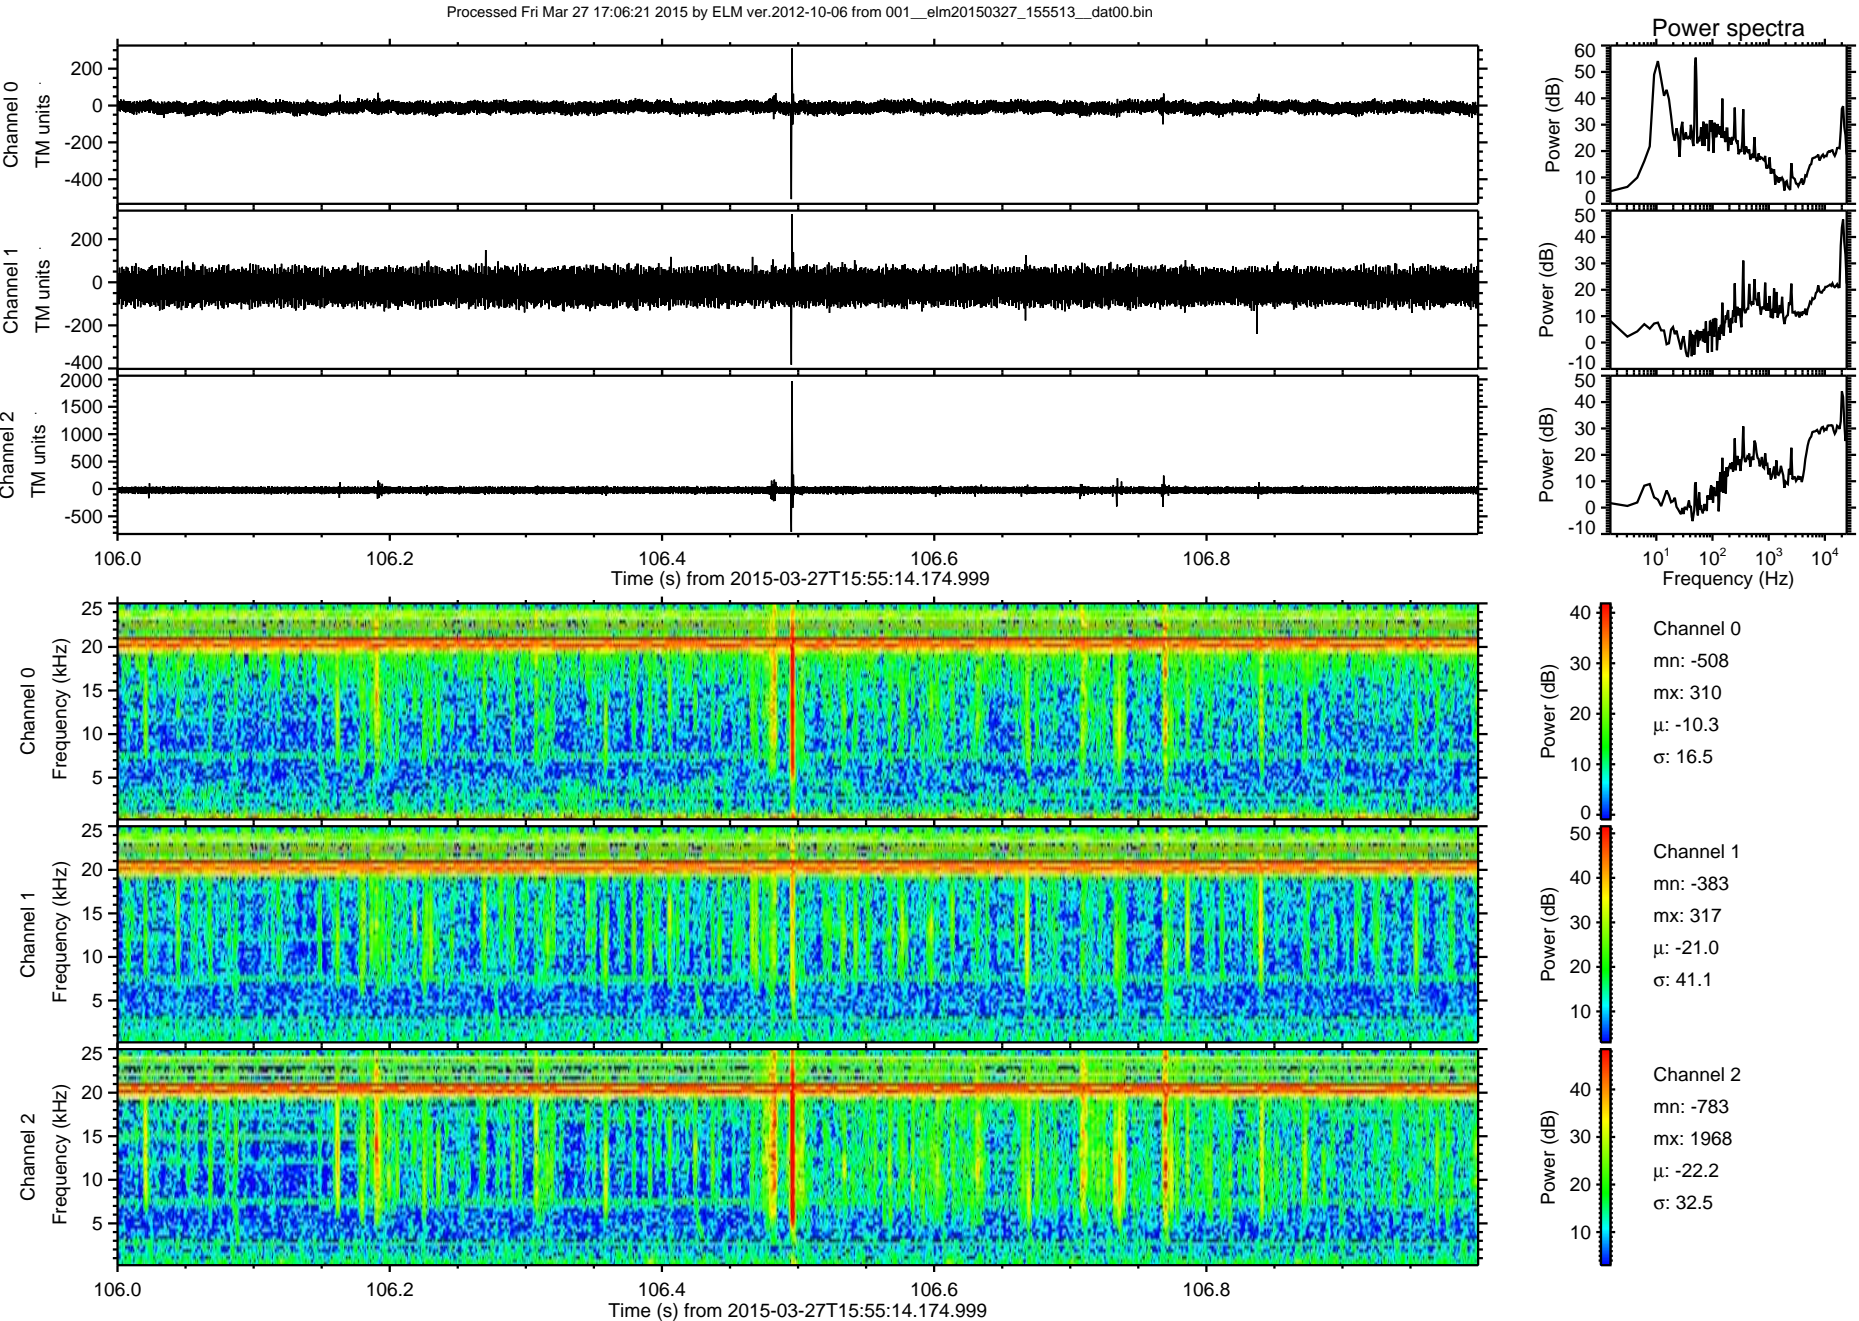 Processed Fri Mar 27 17:06:21 2015 by ELM ver.2012-10-06 from 001__elm20150327_155513__dat00.bin
Power spectra
Channel 0
TM units
200
0
-200
-400
Power (dB)
60
50
40
30
20
10
0
Channel 1
TM units
200
0
-200
-400
Power (dB)
50
30
20
10
0
-10
Channel 2
TM units
2000
1500
1000
500
0
-500
Power (dB)
50
40
30
20
10
0
-10
106.0 106.2 106.4 106.6 106.8
Time (s) from 2015-03-27T15:55:14.174.999
10^1 10^2 10^3 10^4
Frequency (Hz)
Channel 0
Frequency (kHz)
25
20
15
10
5
Power (dB)
40
30
20
10
0
Channel 0
mn: -508
mx: 310
μ: -10.3
σ: 16.5
Channel 1
Frequency (kHz)
25
20
15
10
5
Power (dB)
50
40
30
20
10
Channel 1
mn: -383
mx: 317
μ: -21.0
σ: 41.1
Channel 2
Frequency (kHz)
25
20
15
10
5
Power (dB)
40
30
20
10
Channel 2
mn: -783
mx: 1968
μ: -22.2
σ: 32.5
106.0 106.2 106.4 106.6 106.8
Time (s) from 2015-03-27T15:55:14.174.999